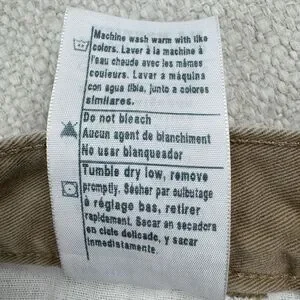 Machine wash warm with like
colors. Laver à la machine à
l'eau chaude avec les mêmes
couleurs. Lavar a máquina
con agua tibia, junto a colores
similares.
Do not bleach
Aucun agent de blanchiment
No usar blanqueador
Tumble dry low, remove
promptly. Sécher par culbutage
à réglage bas, retirer
rapidement. Secar en secadora
en ciclo delicado, y sacar
inmediatamente.